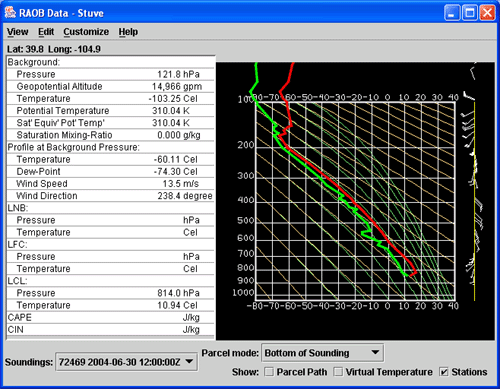 RAOB Data - Stuve
View Edit Customize Help
Lat: 39.8 Long: -104.9
Background:
Pressure 121.8 hPa
Geopotential Altitude 14,966 gpm
Temperature -103.25 Cel
Potential Temperature 310.04 K
Sat' Equiv' Pot' Temp' 310.04 K
Saturation Mixing-Ratio 0.000 g/kg
Profile at Background Pressure:
Temperature -60.11 Cel
Dew-Point -74.30 Cel
Wind Speed 13.5 m/s
Wind Direction 238.4 degree
LNB:
Pressure hPa
Temperature Cel
LFC:
Pressure hPa
Temperature Cel
LCL:
Pressure 814.0 hPa
Temperature 10.94 Cel
CAPE J/kg
CIN J/kg
-80 -70 -60 -50 -40 -30 -20 -10 0 10 20 30 40
100
200
300
400
500
600
700
800
900
1000
-80 -70 -60 -50 -40 -30 -20 -10 0 10 20 30 40
Soundings: 72469 2004-06-30 12:00:00Z
Parcel mode: Bottom of Sounding
Show: Parcel Path Virtual Temperature Stations